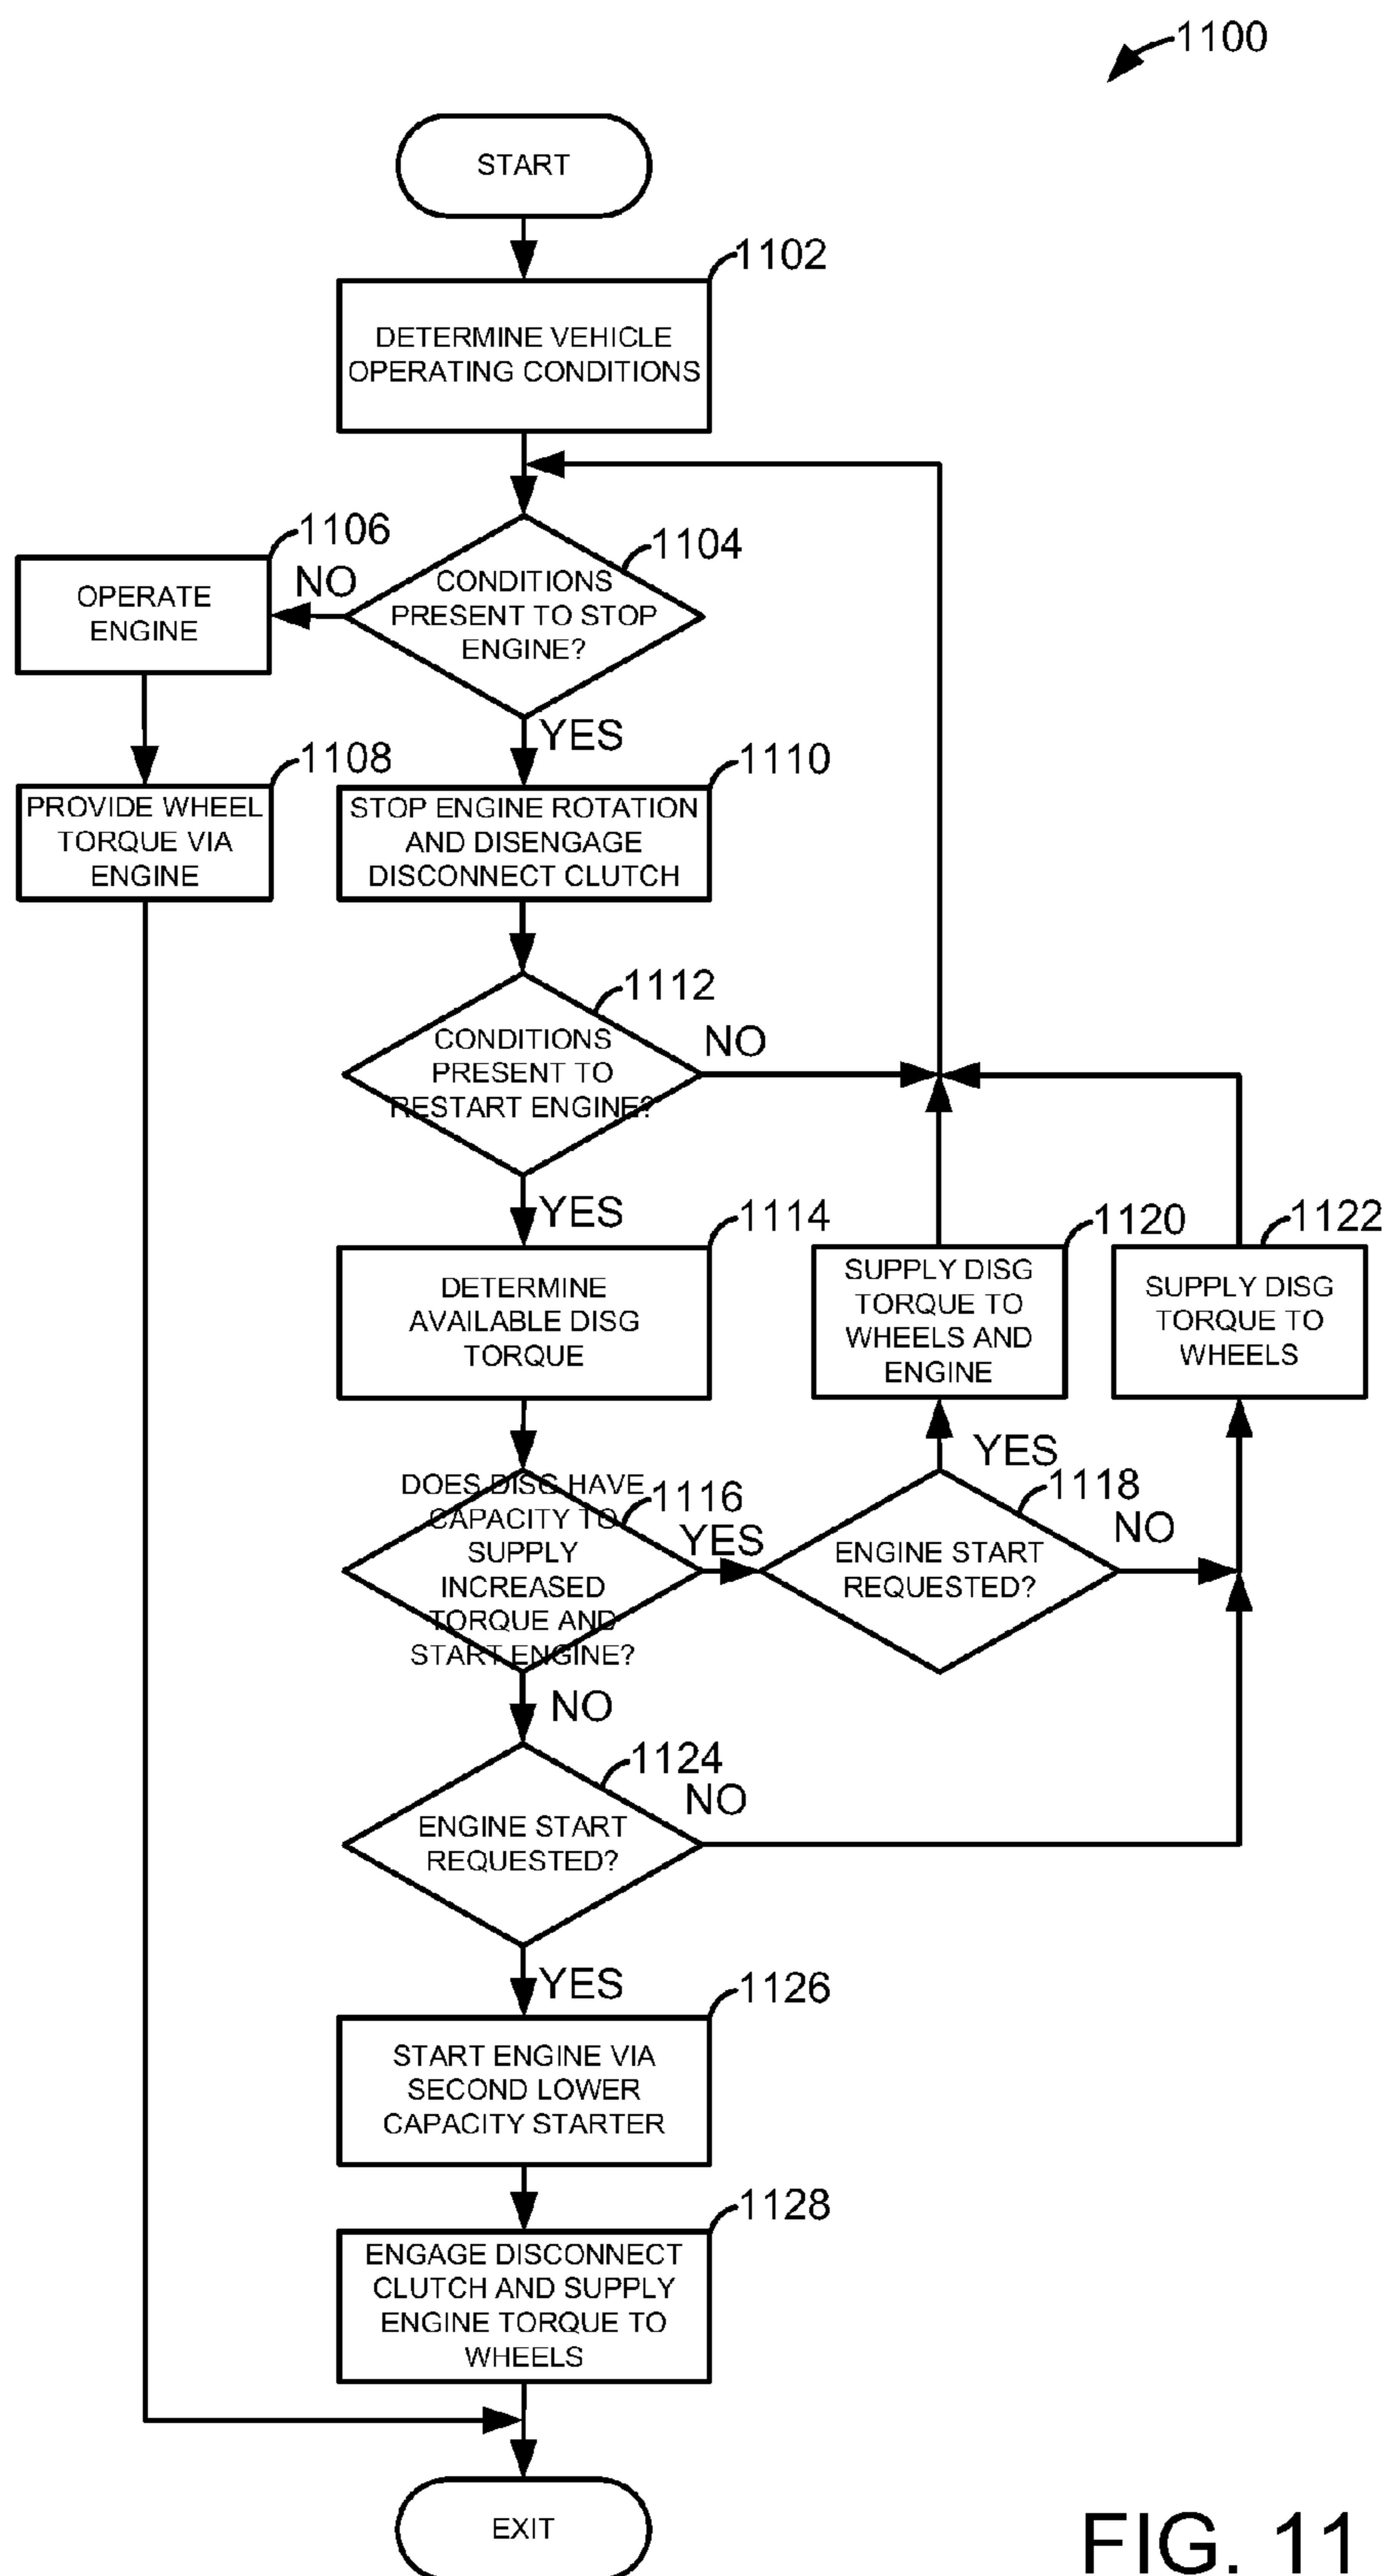 1100
START
1102
DETERMINE VEHICLE
OPERATING CONDITIONS
1106
1104
OPERATE
ENGINE
NO
CONDITIONS
PRESENT TO STOP
ENGINE?
YES
1108
1110
PROVIDE WHEEL
TORQUE VIA
ENGINE
STOP ENGINE ROTATION
AND DISENGAGE
DISCONNECT CLUTCH
1112
CONDITIONS
PRESENT TO
RESTART ENGINE?
NO
YES
1114
1120
1122
DETERMINE
AVAILABLE DISG
TORQUE
SUPPLY DISG
TORQUE TO
WHEELS AND
ENGINE
SUPPLY DISG
TORQUE TO
WHEELS
DOES DISG HAVE
CAPACITY TO
SUPPLY
INCREASED
TORQUE AND
START ENGINE?
1116
YES
YES
1118
ENGINE START
REQUESTED?
NO
NO
1124
ENGINE START
REQUESTED?
NO
YES
1126
START ENGINE VIA
SECOND LOWER
CAPACITY STARTER
1128
ENGAGE DISCONNECT
CLUTCH AND SUPPLY
ENGINE TORQUE TO
WHEELS
EXIT
FIG. 11